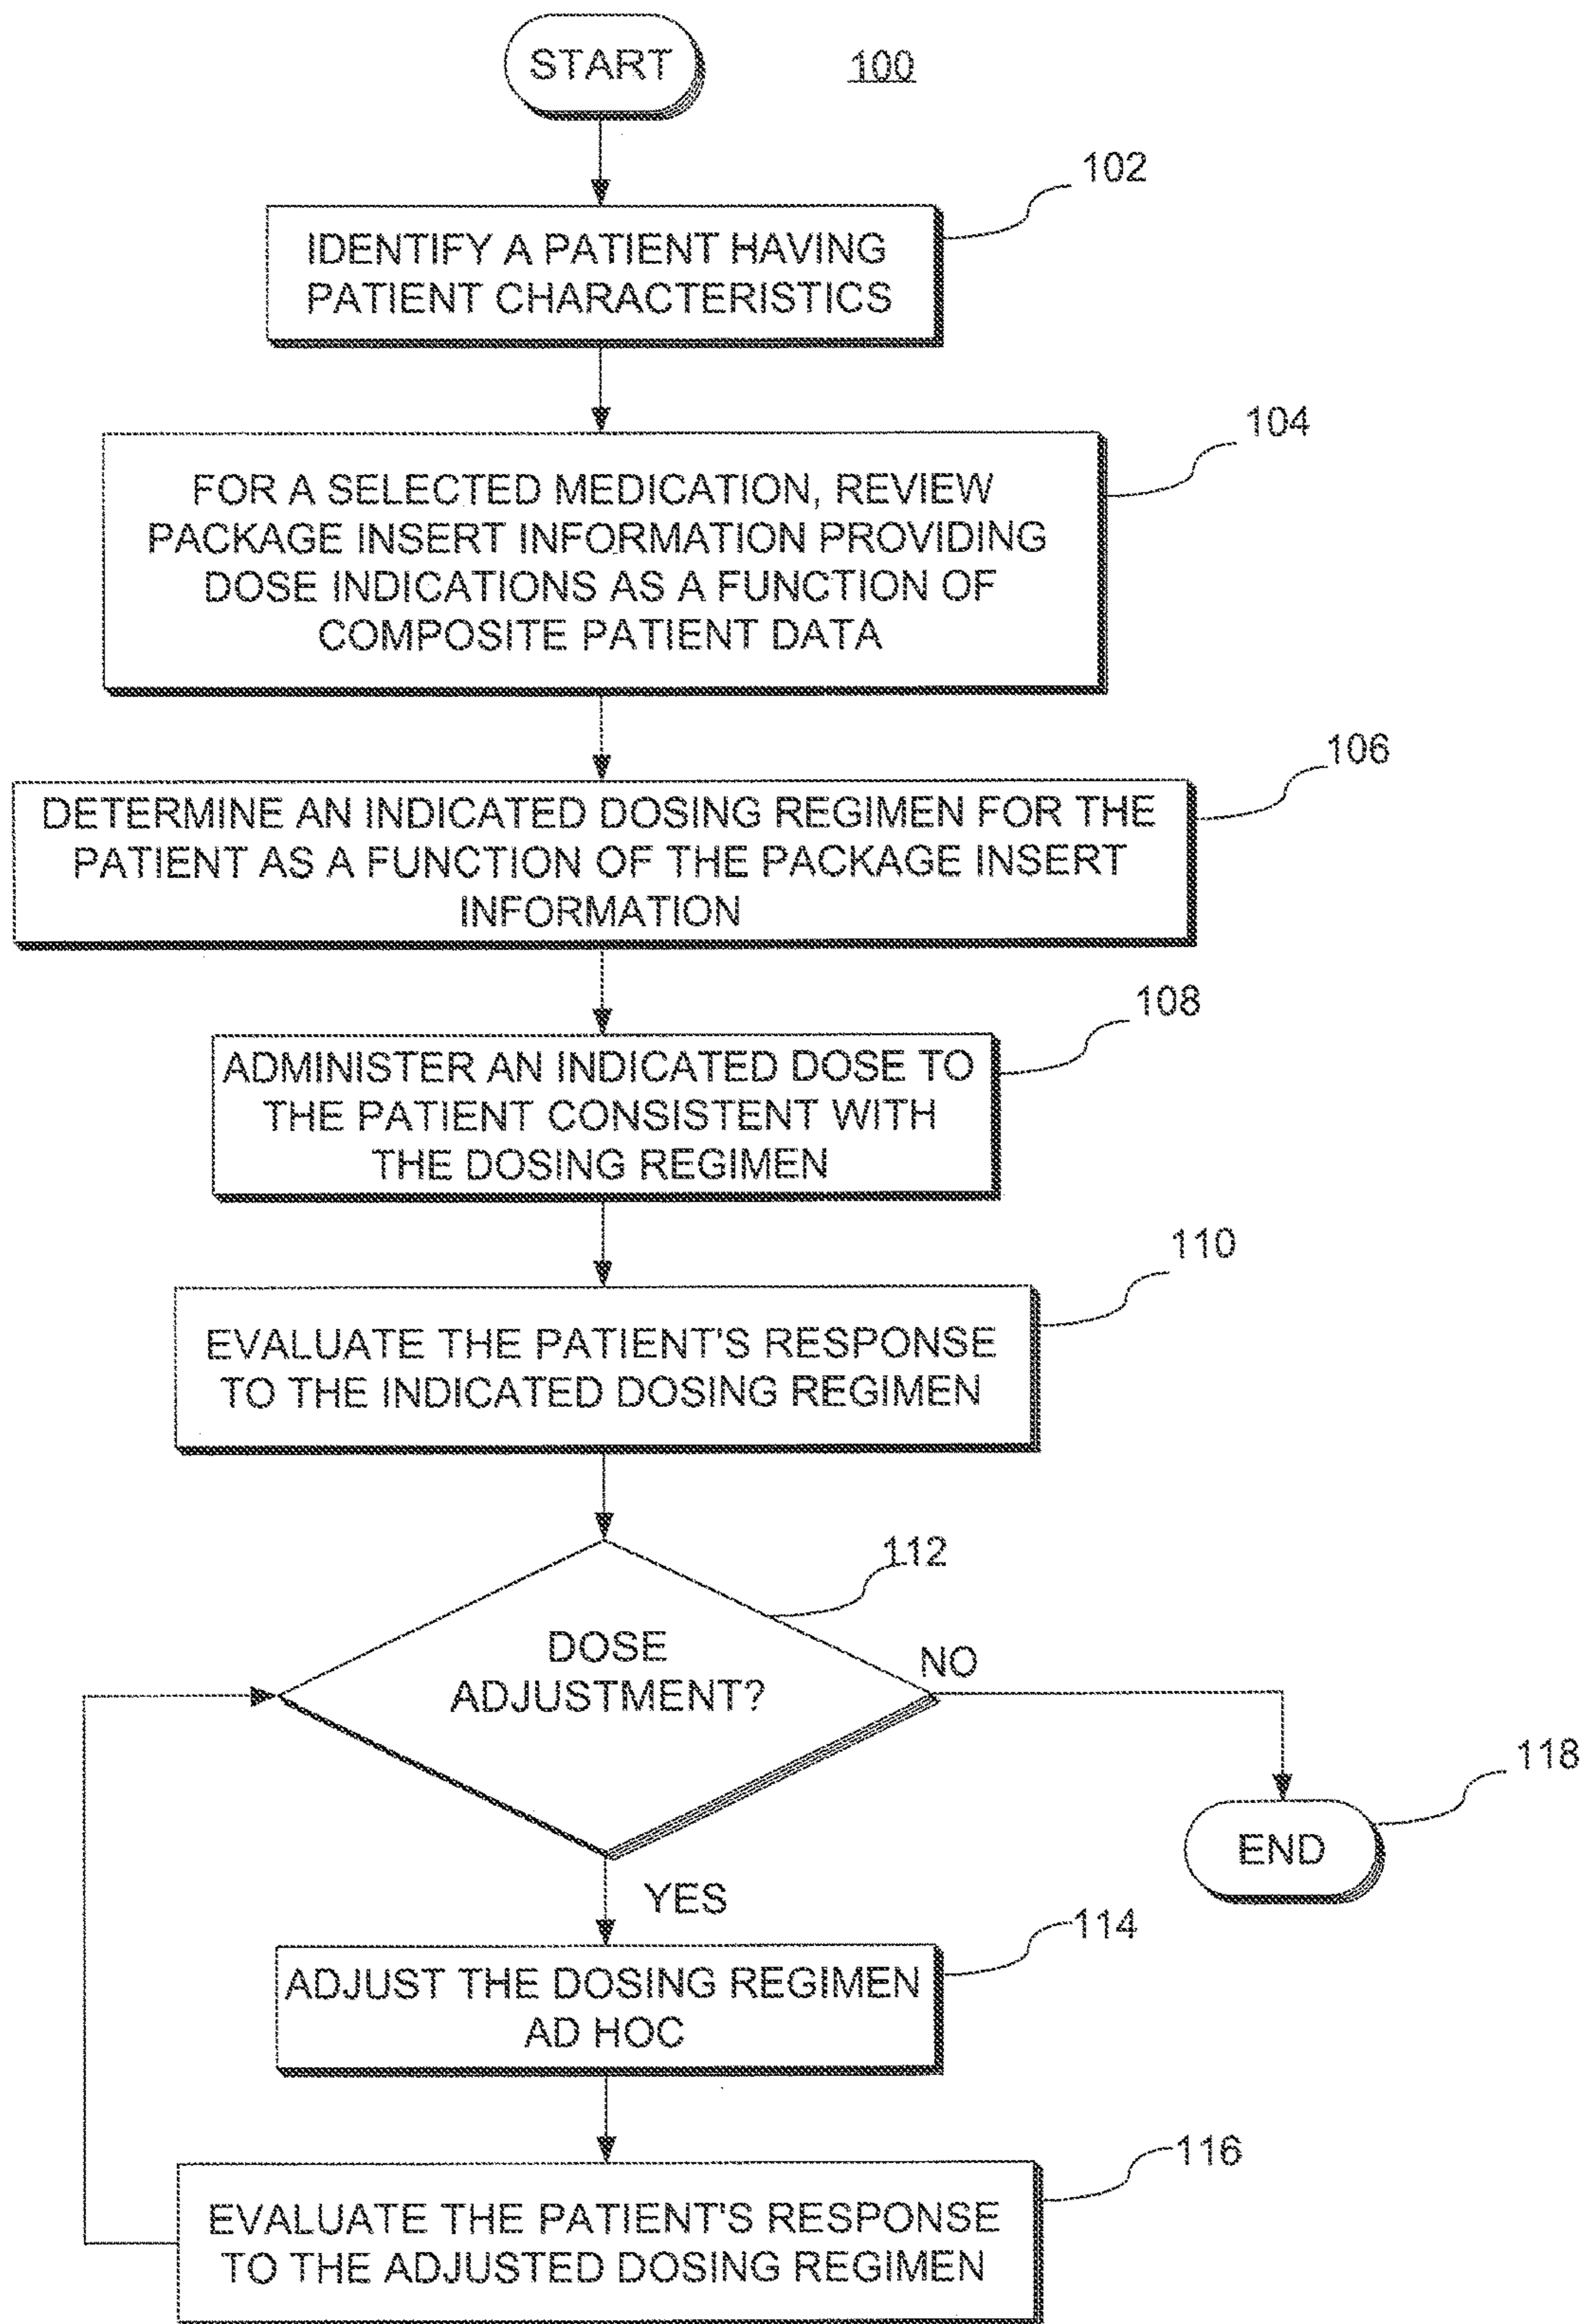 START
100
102
IDENTIFY A PATIENT HAVING
PATIENT CHARACTERISTICS
104
FOR A SELECTED MEDICATION, REVIEW
PACKAGE INSERT INFORMATION PROVIDING
DOSE INDICATIONS AS A FUNCTION OF
COMPOSITE PATIENT DATA
106
DETERMINE AN INDICATED DOSING REGIMEN FOR THE
PATIENT AS A FUNCTION OF THE PACKAGE INSERT
INFORMATION
108
ADMINISTER AN INDICATED DOSE TO
THE PATIENT CONSISTENT WITH
THE DOSING REGIMEN
110
EVALUATE THE PATIENT'S RESPONSE
TO THE INDICATED DOSING REGIMEN
112
DOSE
ADJUSTMENT?
NO
118
END
YES
114
ADJUST THE DOSING REGIMEN
AD HOC
116
EVALUATE THE PATIENT'S RESPONSE
TO THE ADJUSTED DOSING REGIMEN